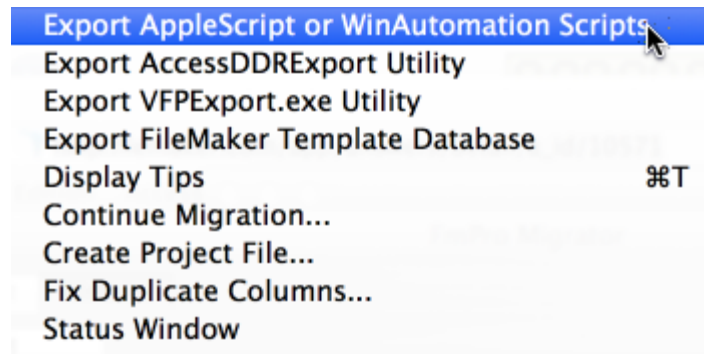 Export AppleScript or WinAutomation Scripts
Export AccessDDRExport Utility
Export VFPExport.exe Utility
Export FileMaker Template Database
Display Tips ⌘T
Continue Migration...
Create Project File...
Fix Duplicate Columns...
Status Window